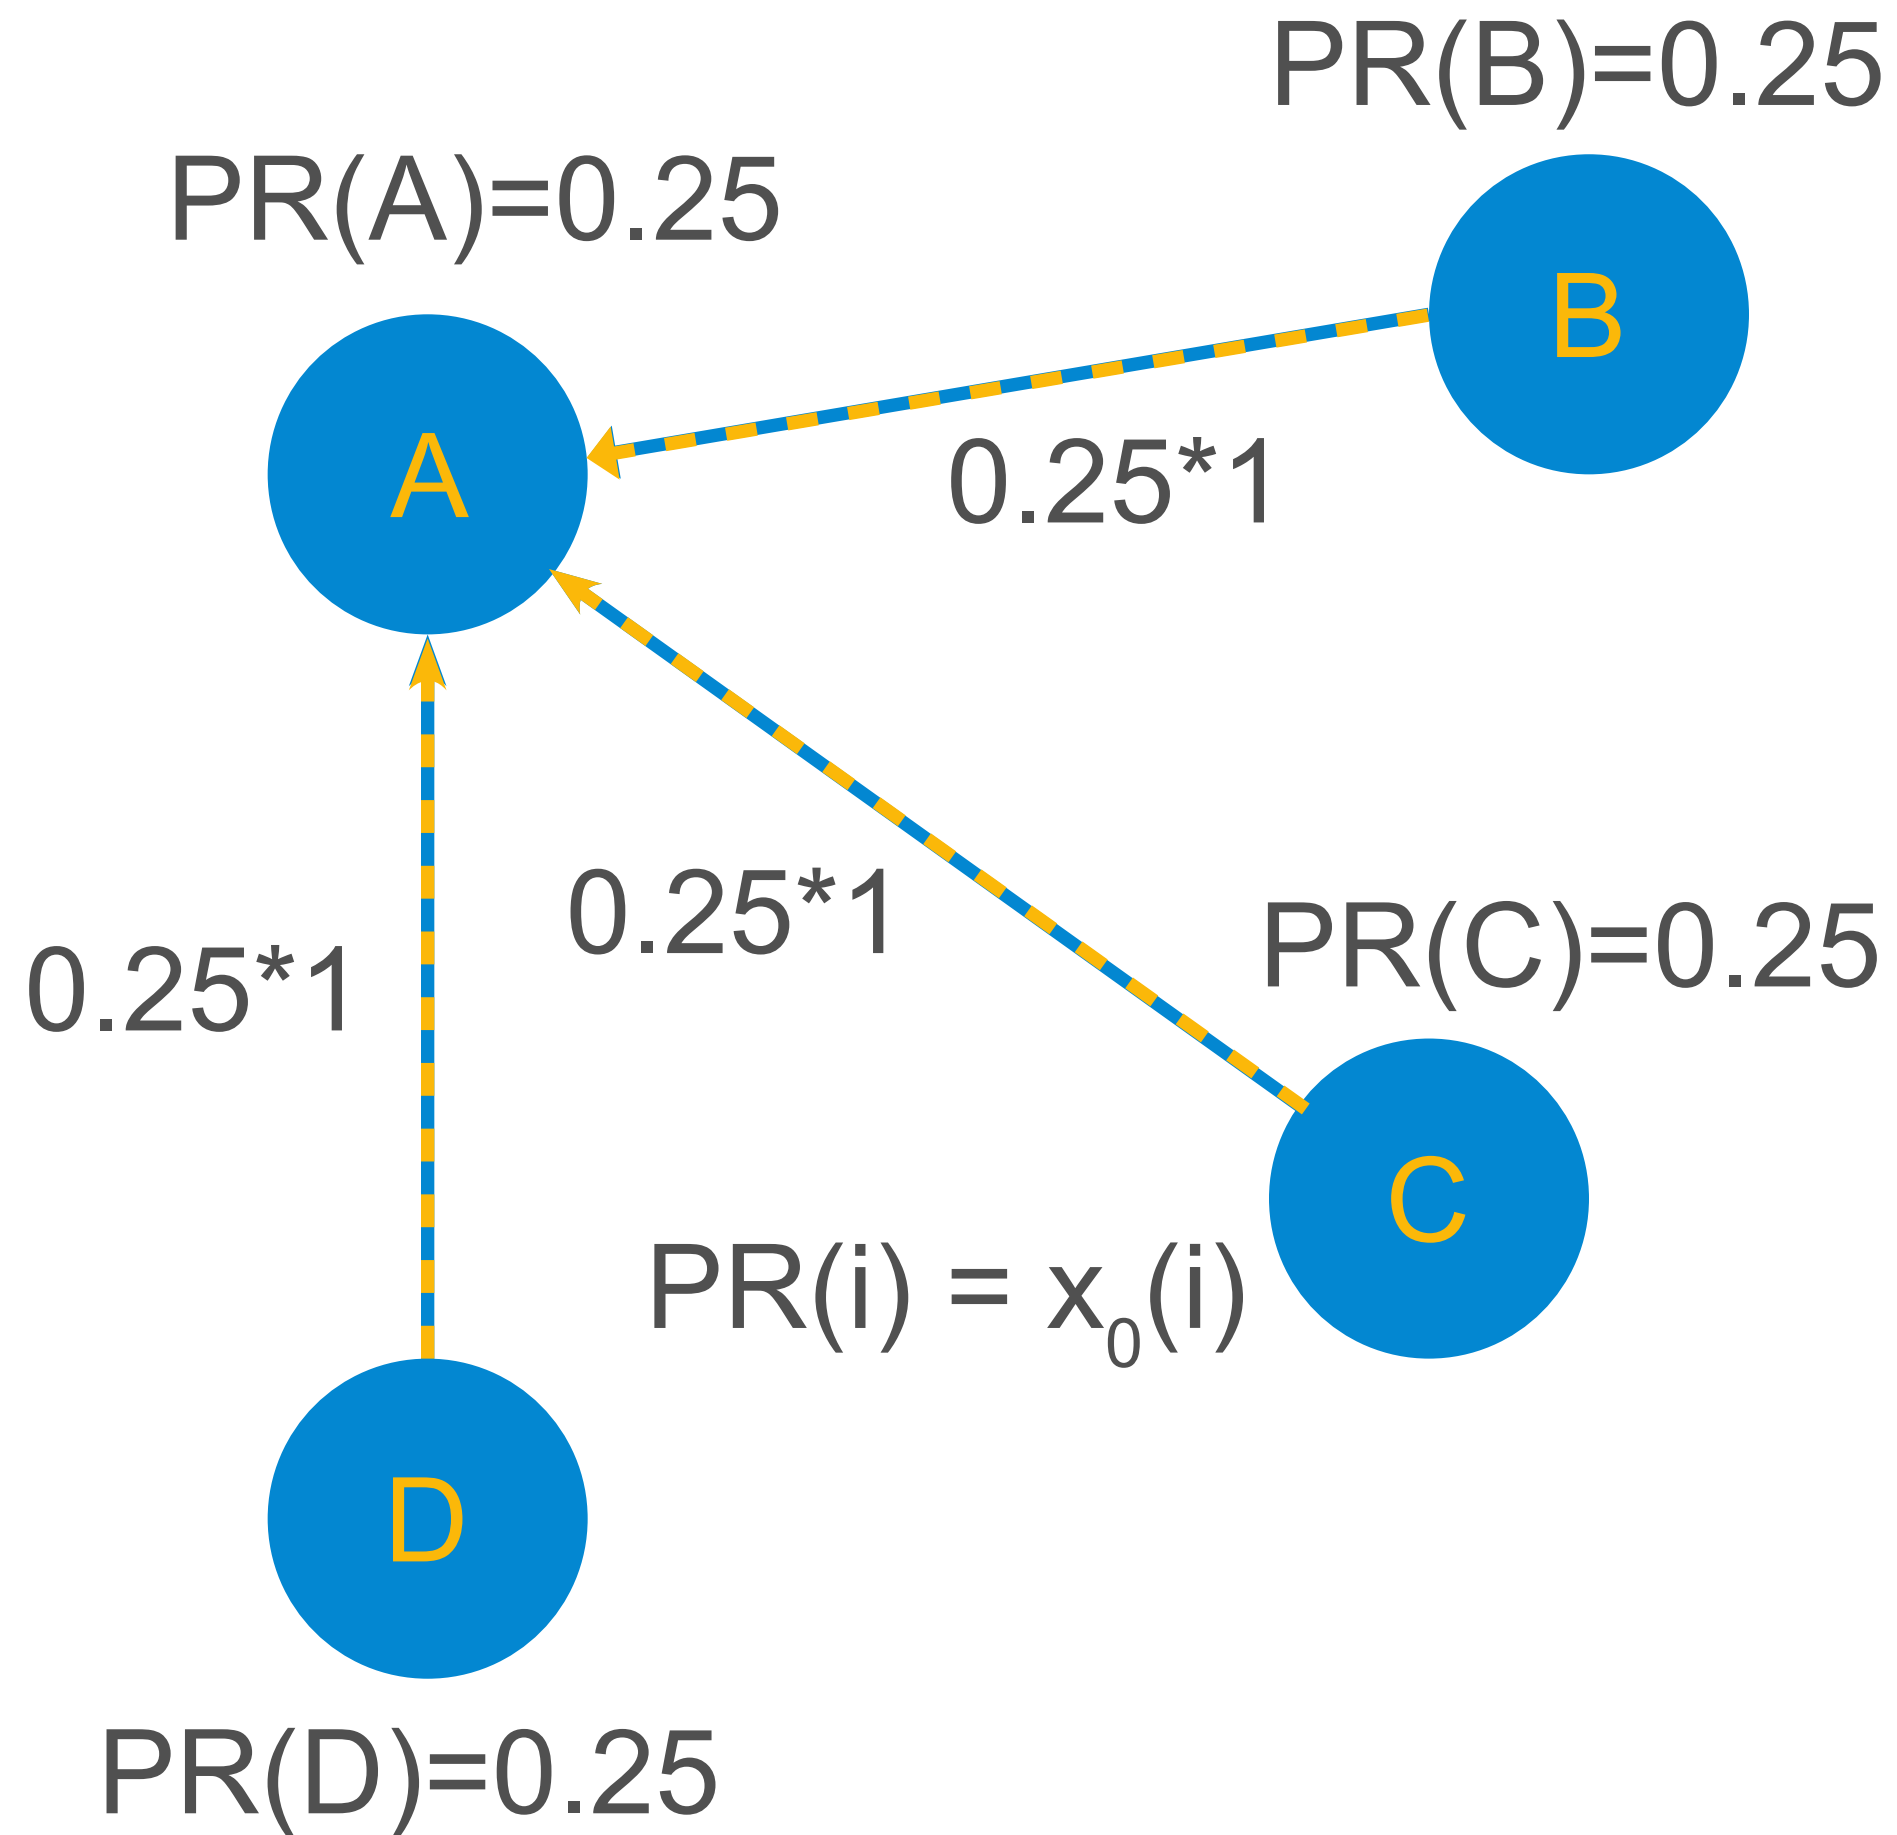 PR(B)=0.25
PR(A)=0.25
B
A
0.25*1
0.25*1
PR(C)=0.25
0.25*1
C
PR(i) = x₀(i)
D
PR(D)=0.25